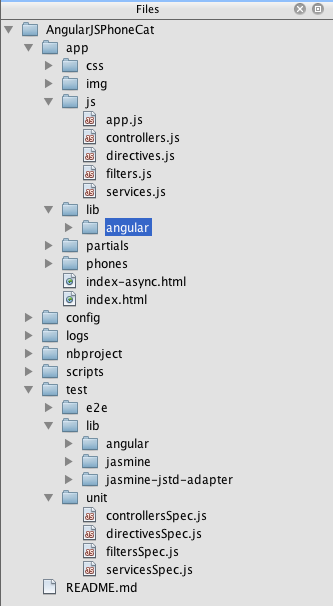 Files
AngularJSPhoneCat
app
css
img
js
app.js
controllers.js
directives.js
filters.js
services.js
lib
angular
partials
phones
index-async.html
index.html
config
logs
nbproject
scripts
test
e2e
lib
angular
jasmine
jasmine-jstd-adapter
unit
controllersSpec.js
directivesSpec.js
filtersSpec.js
servicesSpec.js
README.md